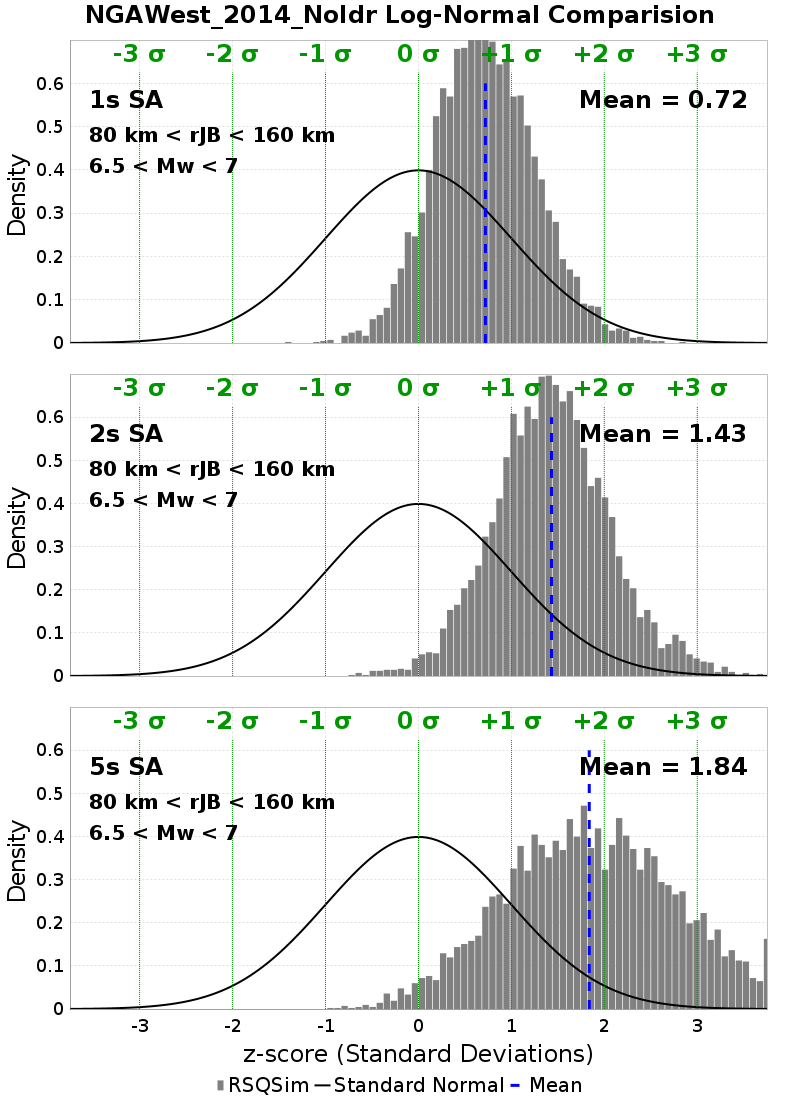 NGAWest_2014_NoIdr Log-Normal Comparision
-3 σ -2 σ -1 σ 0 σ +1 σ +2 σ +3 σ
1s SA
Mean = 0.72
80 km < rJB < 160 km
6.5 < Mw < 7
Density
0.6
0.5
0.4
0.3
0.2
0.1
0
-3 σ -2 σ -1 σ 0 σ +1 σ +2 σ +3 σ
2s SA
Mean = 1.43
80 km < rJB < 160 km
6.5 < Mw < 7
Density
0.6
0.5
0.4
0.3
0.2
0.1
0
-3 σ -2 σ -1 σ 0 σ +1 σ +2 σ +3 σ
5s SA
Mean = 1.84
80 km < rJB < 160 km
6.5 < Mw < 7
Density
0.6
0.5
0.4
0.3
0.2
0.1
0
-3 -2 -1 0 1 2 3
z-score (Standard Deviations)
RSQSim Standard Normal Mean